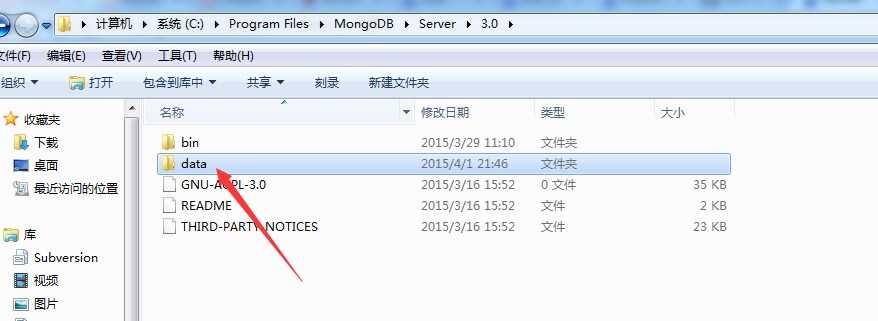 计算机 ▸ 系统 (C:) ▸ Program Files ▸ MongoDB ▸ Server ▸ 3.0 ▸
文件(F) 编辑(E) 查看(V) 工具(T) 帮助(H)
组织 打开 包含到库中 共享 刻录 新建文件夹
名称 修改日期 类型 大小
收藏夹
下载
桌面
最近访问的位置
库
Subversion
视频
图片
bin 2015/3/29 11:10 文件夹
data 2015/4/1 21:46 文件夹
GNU-AGPL-3.0 2015/3/16 15:52 0 文件 35 KB
README 2015/3/16 15:52 文件 2 KB
THIRD-PARTY-NOTICES 2015/3/16 15:52 文件 23 KB